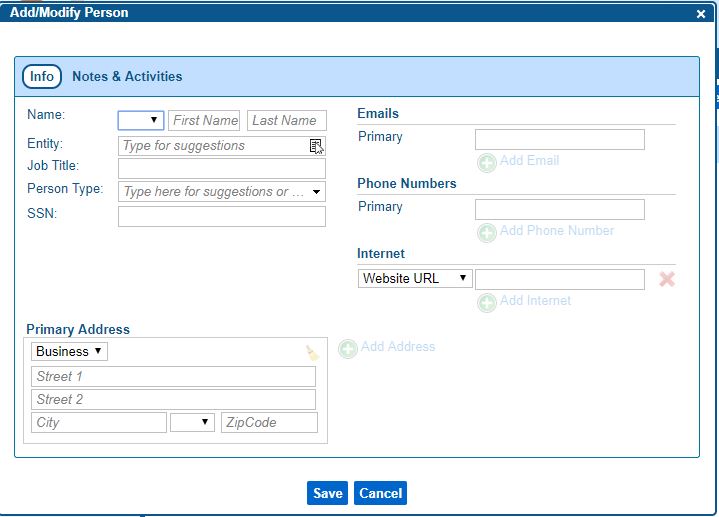 Add/Modify Person x
Info Notes & Activities
Name: First Name Last Name
Entity: Type for suggestions
Job Title:
Person Type: Type here for suggestions or ...
SSN:
Emails
Primary
Add Email
Phone Numbers
Primary
Add Phone Number
Internet
Website URL
Add Internet
Primary Address
Business
Add Address
Street 1
Street 2
City ZipCode
Save Cancel